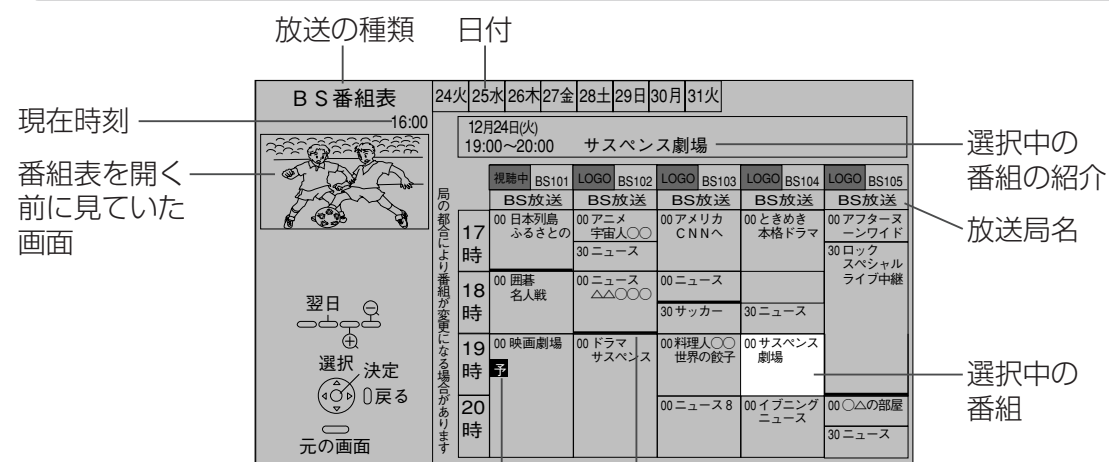 放送の種類
日付
現在時刻
番組表を開く
前に見ていた
画面
BS番組表
16:00
24火 25水 26木 27金 28土 29日 30月 31火
12月24日(火)
19:00～20:00 サスペンス劇場
選択中の
番組の紹介
視聴中 BS101 LOGO BS102 LOGO BS103 LOGO BS104 LOGO BS105
BS放送 BS放送 BS放送 BS放送 BS放送
放送局名
局の都合により番組が変更になる場合があります
17時
00 日本列島
ふるさとの
00 アニメ
宇宙人○○
30 ニュース
00 アメリカ
CNNへ
00 ときめき
本格ドラマ
00 アフターヌ
ーンワイド
30 ロック
スペシャル
ライブ中継
18時
00 囲碁
名人戦
00 ニュース
△△○○○
00 ニュース
30 サッカー
30 ニュース
19時
00 映画劇場
予
00 ドラマ
サスペンス
00 料理人○○
世界の餃子
00 サスペンス
劇場
選択中の
番組
20時
00 ニュース8
00 イブニング
ニュース
00 ○△の部屋
30 ニュース
翌日
選択
決定
戻る
元の画面